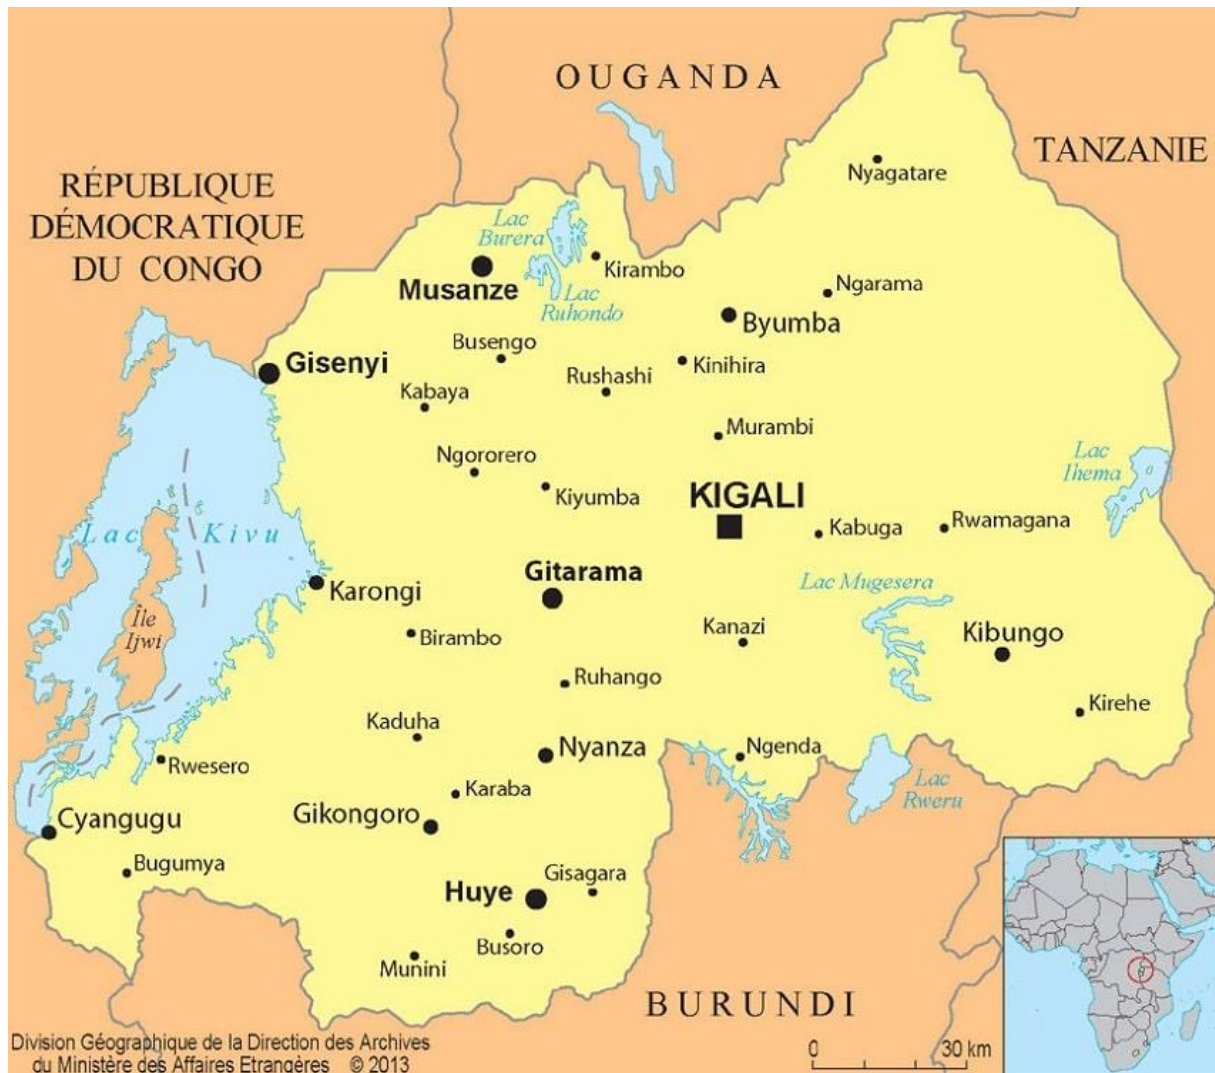 OUGANDA
TANZANIE
RÉPUBLIQUE
DÉMOCRATIQUE
DU CONGO
Nyagatare
Lac
Burera
Kirambo
Musanze
Lac
Ruhondo
Ngarama
Byumba
Busengo
Gisenyi
Kinihira
Rushashi
Kabaya
Murambi
Ngororero
Lac
Ihema
Kiyumba
KIGALI
Lac Kivu
Kabuga
Rwamagana
Gitarama
Lac Mugesera
Karongi
Île
Ijwi
Birambo
Kanazi
Kibungo
Ruhango
Kirehe
Kaduha
Nyanza
Ngenda
Rwesero
Karaba
Lac
Rweru
Cyangugu
Gikongoro
Bugumya
Gisagara
Huye
Busoro
Munini
BURUNDI
Division Géographique de la Direction des Archives
du Ministère des Affaires Etrangères © 2013
0 30 km